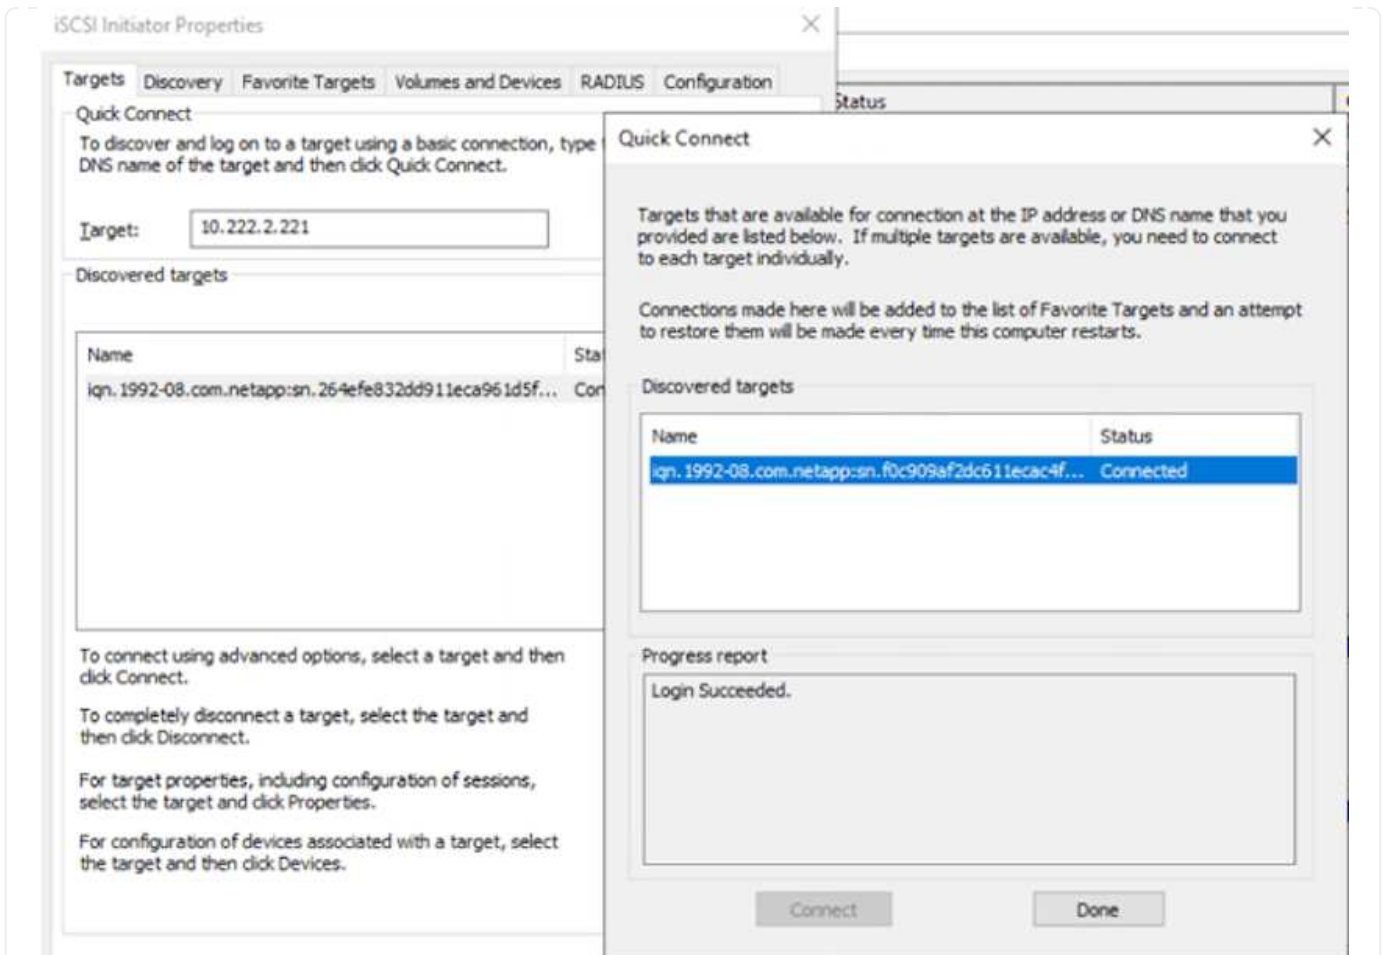 iSCSI Initiator Properties
Targets Discovery Favorite Targets Volumes and Devices RADIUS Configuration
Quick Connect
To discover and log on to a target using a basic connection, type
DNS name of the target and then click Quick Connect.
Target: 10.222.2.221
Discovered targets
Name Sta
iqn.1992-08.com.netapp:sn.264efe832dd911eca961d5f... Con
To connect using advanced options, select a target and then
click Connect.
To completely disconnect a target, select the target and
then click Disconnect.
For target properties, including configuration of sessions,
select the target and click Properties.
For configuration of devices associated with a target, select
the target and then click Devices.
Status
Quick Connect
Targets that are available for connection at the IP address or DNS name that you
provided are listed below. If multiple targets are available, you need to connect
to each target individually.
Connections made here will be added to the list of Favorite Targets and an attempt
to restore them will be made every time this computer restarts.
Discovered targets
Name Status
iqn.1992-08.com.netapp:sn.f0c909af2dc611ecac4f... Connected
Progress report
Login Succeeded.
Connect Done